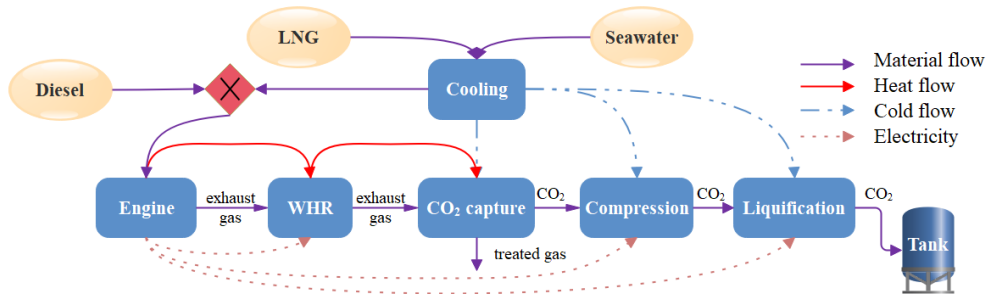 LNG
Seawater
Diesel
Cooling
Material flow
Heat flow
Cold flow
Electricity
Engine
exhaust
gas
WHR
exhaust
gas
CO₂ capture
CO₂
Compression
CO₂
Liquification
CO₂
Tank
treated gas